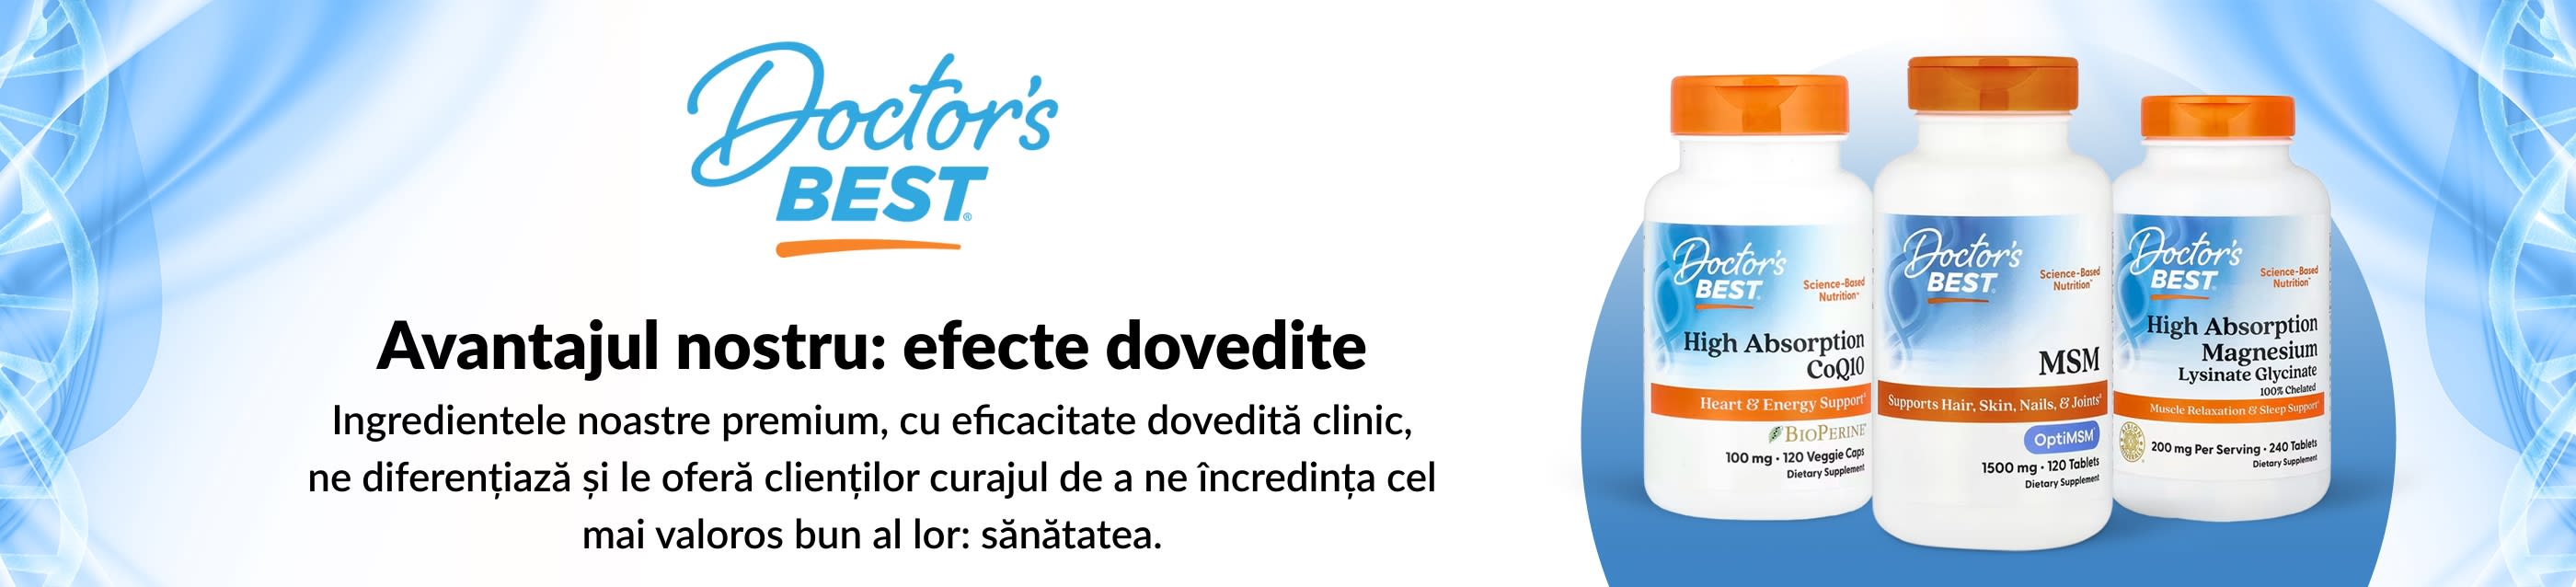 Doctor's
BEST®
Avantajul nostru: efecte dovedite
Ingredientele noastre premium, cu eficacitate dovedită clinic,
ne diferențiază și le oferă clienților curajul de a ne încredința cel
mai valoros bun al lor: sănătatea.
Doctor's
BEST
Science-Based
Nutrition™
High Absorption
CoQ10
Heart & Energy Support
BIOPERINE
100 mg • 120 Veggie Caps
Dietary Supplement
Doctor's
BEST
Science-Based
Nutrition™
MSM
Supports Hair, Skin, Nails, & Joints
OptiMSM
1500 mg • 120 Tablets
Dietary Supplement
Doctor's
BEST
Science-Based
Nutrition™
High Absorption
Magnesium
Lysinate Glycinate
100% Chelated
Muscle Relaxation & Sleep Support
200 mg Per Serving • 240 Tablets
Dietary Supplement